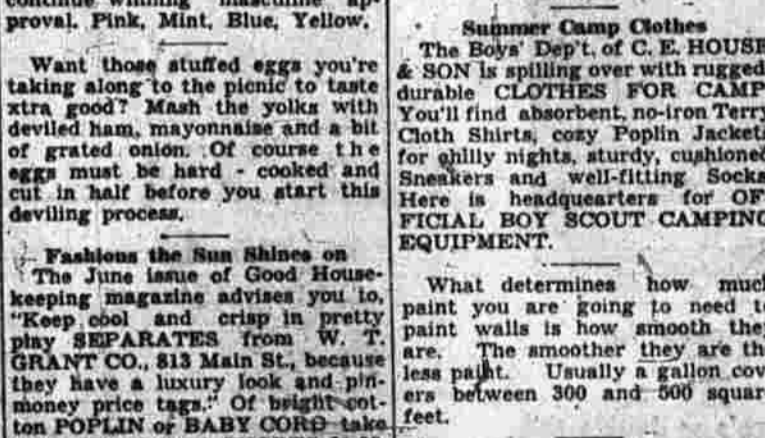 continue winning masculine ap-
proval. Pink, Mint, Blue, Yellow.
Want those stuffed eggs you're
taking along to the picnic to taste
xtra good? Mash the yolks with
deviled ham, mayonnaise and a bit
of grated onion. Of course the
eggs must be hard - cooked and
cut in half before you start this
deviling process.
Fashions the Sun Shines on
The June issue of Good House-
keeping magazine advises you to,
"Keep cool and crisp in pretty
play SEPARATES from W. T.
GRANT CO., 813 Main St., because
they have a luxury look and pin-
money price tags." Of bright cot-
ton POPLIN or BABY CORD take
Summer Camp Clothes
The Boys' Dep't. of C. E. HOUSE
& SON is spilling over with rugged,
durable CLOTHES FOR CAMP.
You'll find absorbent, no-iron Terry
Cloth Shirts, cozy Poplin Jackets
for chilly nights, sturdy, cushioned
Sneakers and well-fitting Socks.
Here is headquearters for OF-
FICIAL BOY SCOUT CAMPING
EQUIPMENT.
What determines how much
paint you are going to need to
paint walls is how smooth they
are. The smoother they are the
less paint. Usually a gallon cov-
ers between 300 and 500 square
feet.